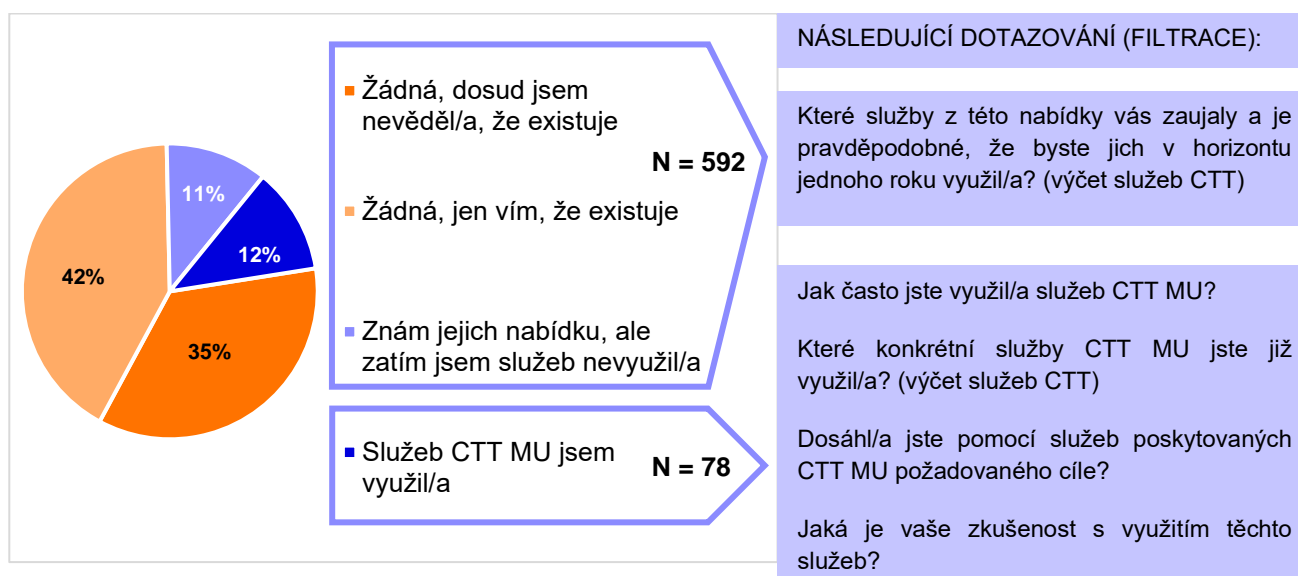 11%
12%
42%
35%
Žádná, dosud jsem
nevěděl/a, že existuje
N = 592
Žádná, jen vím, že existuje
Znám jejich nabídku, ale
zatím jsem služeb nevyužil/a
Služeb CTT MU jsem
využil/a
N = 78
NÁSLEDUJÍCÍ DOTAZOVÁNÍ (FILTRACE):
Které služby z této nabídky vás zaujaly a je
pravděpodobné, že byste jich v horizontu
jednoho roku využil/a? (výčet služeb CTT)
Jak často jste využil/a služeb CTT MU?
Které konkrétní služby CTT MU jste již
využil/a? (výčet služeb CTT)
Dosáhl/a jste pomocí služeb poskytovaných
CTT MU požadovaného cíle?
Jaká je vaše zkušenost s využitím těchto
služeb?